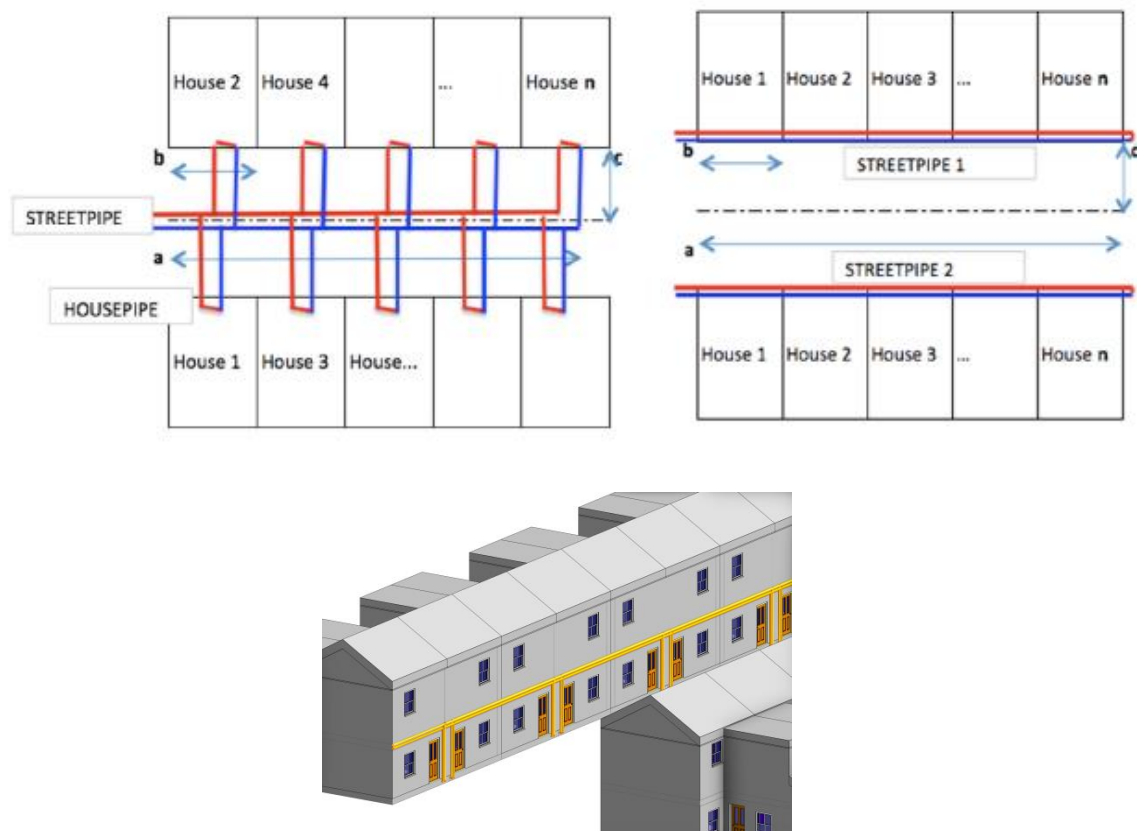 House 2 House 4 ... House n
b c
STREETPIPE
a
HOUSEPIPE
House 1 House 3 House...
House 1 House 2 House 3 ... House n
b c
STREETPIPE 1
a
STREETPIPE 2
House 1 House 2 House 3 ... House n